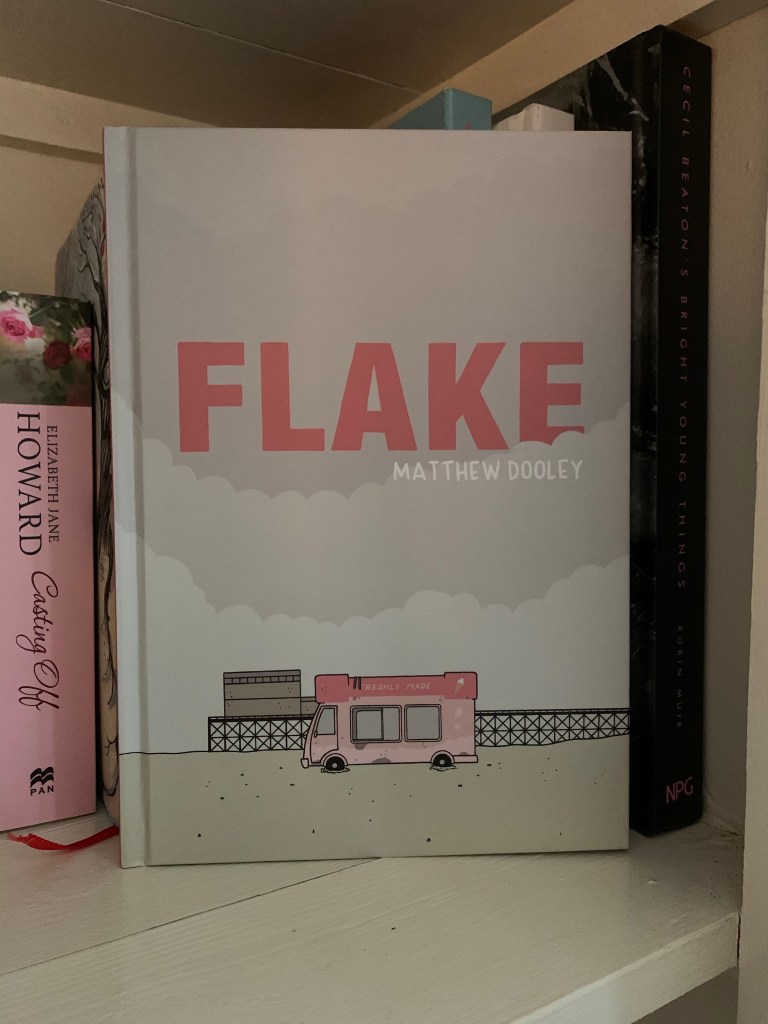 FLAKE
MATTHEW DOOLEY
FRESHLY MADE
ELIZABETH JANE
HOWARD
Casting Off
PAN
CECIL BEATON'S BRIGHT YOUNG THINGS
ROBIN MUIR
NPG